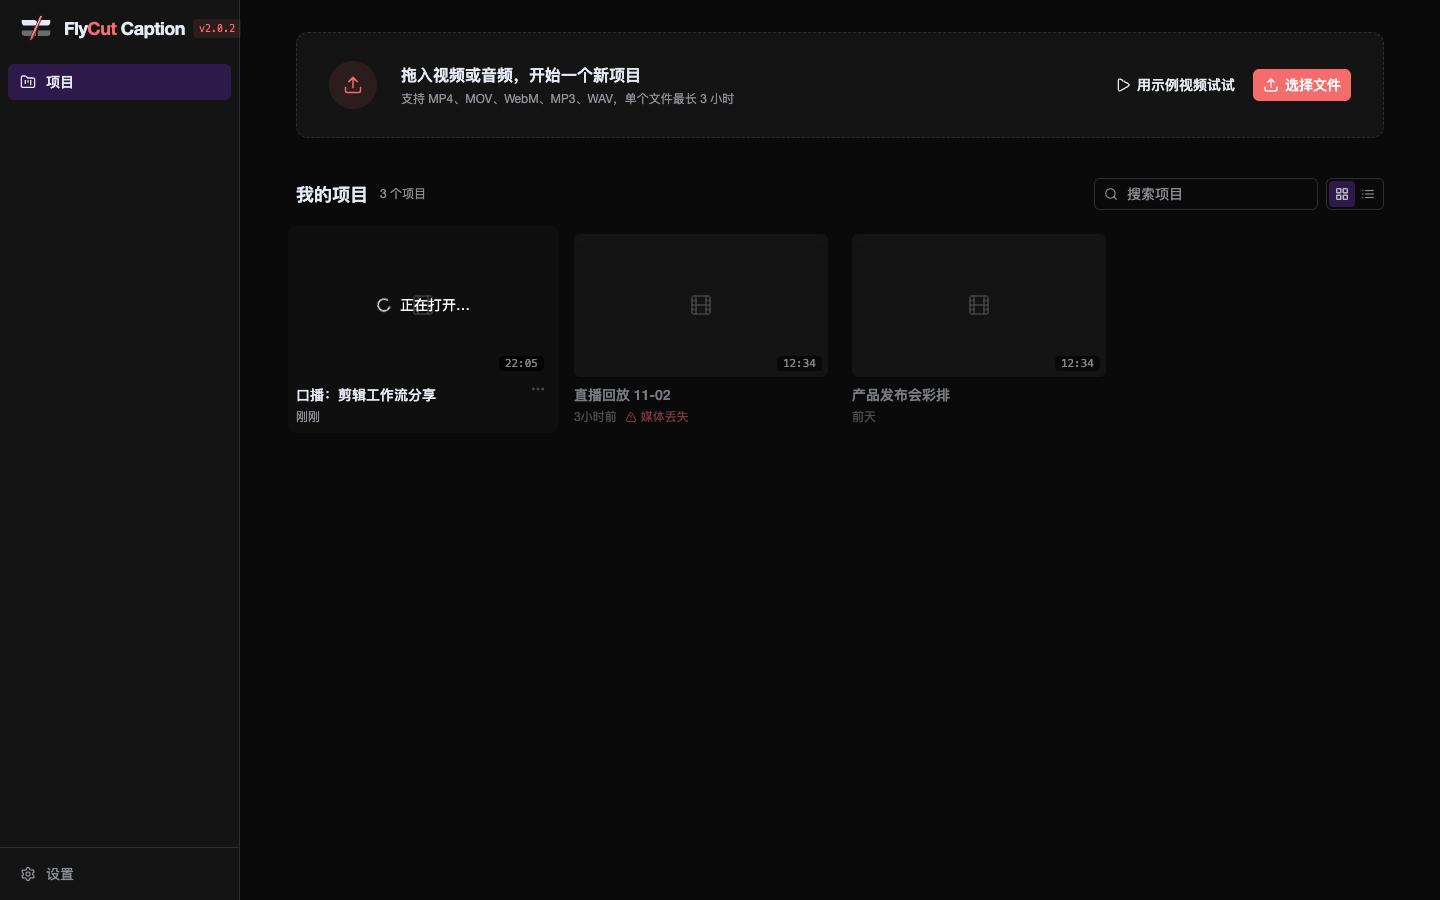 FlyCut Caption v2.0.2
项目
拖入视频或音频，开始一个新项目
支持 MP4、MOV、WebM、MP3、WAV，单个文件最长 3 小时
用示例视频试试
选择文件
我的项目 3 个项目
搜索项目
正在打开...
22:05
12:34
12:34
口播：剪辑工作流分享
刚刚
直播回放 11-02
3小时前 媒体丢失
产品发布会彩排
前天
设置